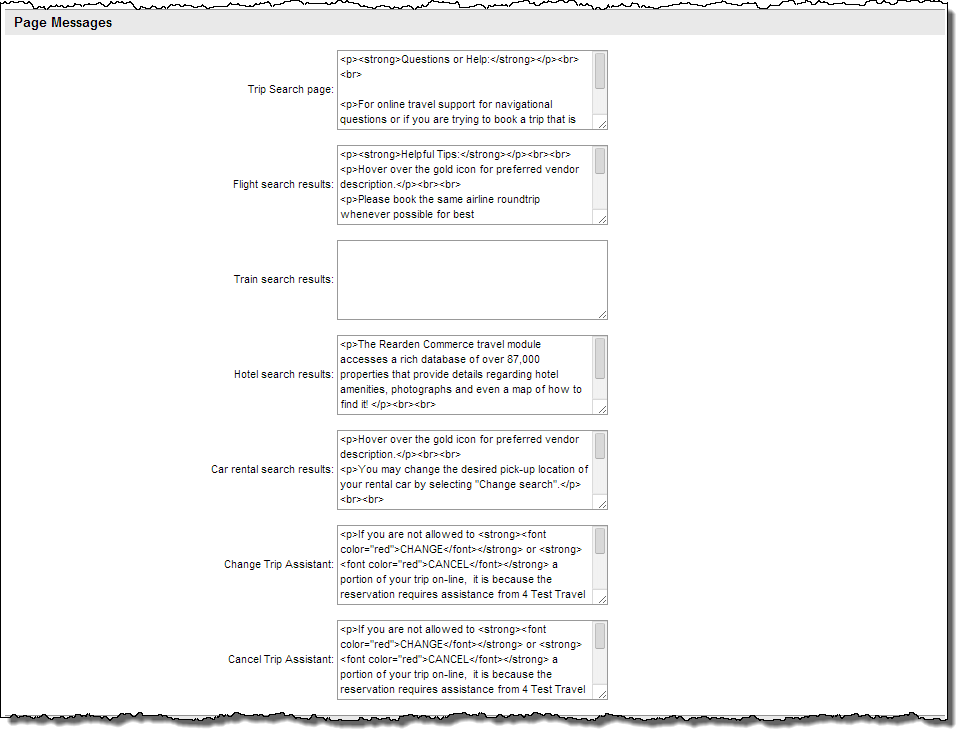 Page Messages
Trip Search page:
<p><strong>Questions or Help:</strong></p><br>
<br>
<p>For online travel support for navigational
questions or if you are trying to book a trip that is
Flight search results:
<p><strong>Helpful Tips:</strong></p><br><br>
<p>Hover over the gold icon for preferred vendor
description.</p><br><br>
<p>Please book the same airline roundtrip
whenever possible for best
Train search results:
Hotel search results:
<p>The Rearden Commerce travel module
accesses a rich database of over 87,000
properties that provide details regarding hotel
amenities, photographs and even a map of how to
find it! </p><br><br>
Car rental search results:
<p>Hover over the gold icon for preferred vendor
description.</p><br><br>
<p>You may change the desired pick-up location of
your rental car by selecting "Change search".</p>
<br><br>
Change Trip Assistant:
<p>If you are not allowed to <strong><font
color="red">CHANGE</font></strong> or <strong>
<font color="red">CANCEL</font></strong> a
portion of your trip on-line,  it is because the
reservation requires assistance from 4 Test Travel
Cancel Trip Assistant:
<p>If you are not allowed to <strong><font
color="red">CHANGE</font></strong> or <strong>
<font color="red">CANCEL</font></strong> a
portion of your trip on-line,  it is because the
reservation requires assistance from 4 Test Travel